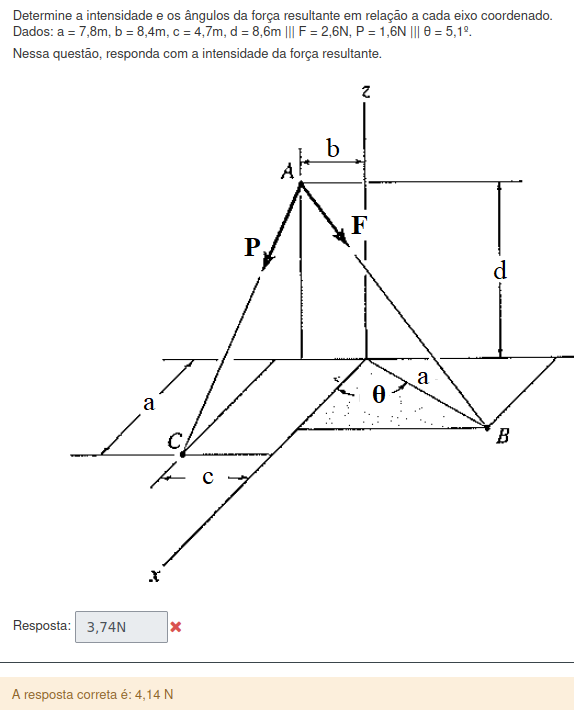 Determine a intensidade e os ângulos da força resultante em relação a cada eixo coordenado.
Dados: a = 7,8m, b = 8,4m, c = 4,7m, d = 8,6m ||| F = 2,6N, P = 1,6N ||| θ = 5,1º.
Nessa questão, responda com a intensidade da força resultante.
z
b
A
F
P
d
a
θ
a
C
B
c
x
Resposta: 3,74N
A resposta correta é: 4,14 N